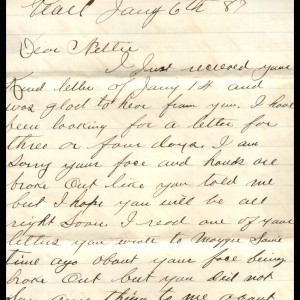 Jany 6th 8
Dear Nettie
I Just recieved your
Kind letter of Jany 14 and
was glad to hear from you. I have
been looking for a letter for
three or four days. I am
Sorry your face and hands are
broke Out like you told me
but I hope you will be all
right Soon. I read one of your
letters you wrote to Maggie Some
time ago about your face being
broke Out but you did not
Say any thing to me about